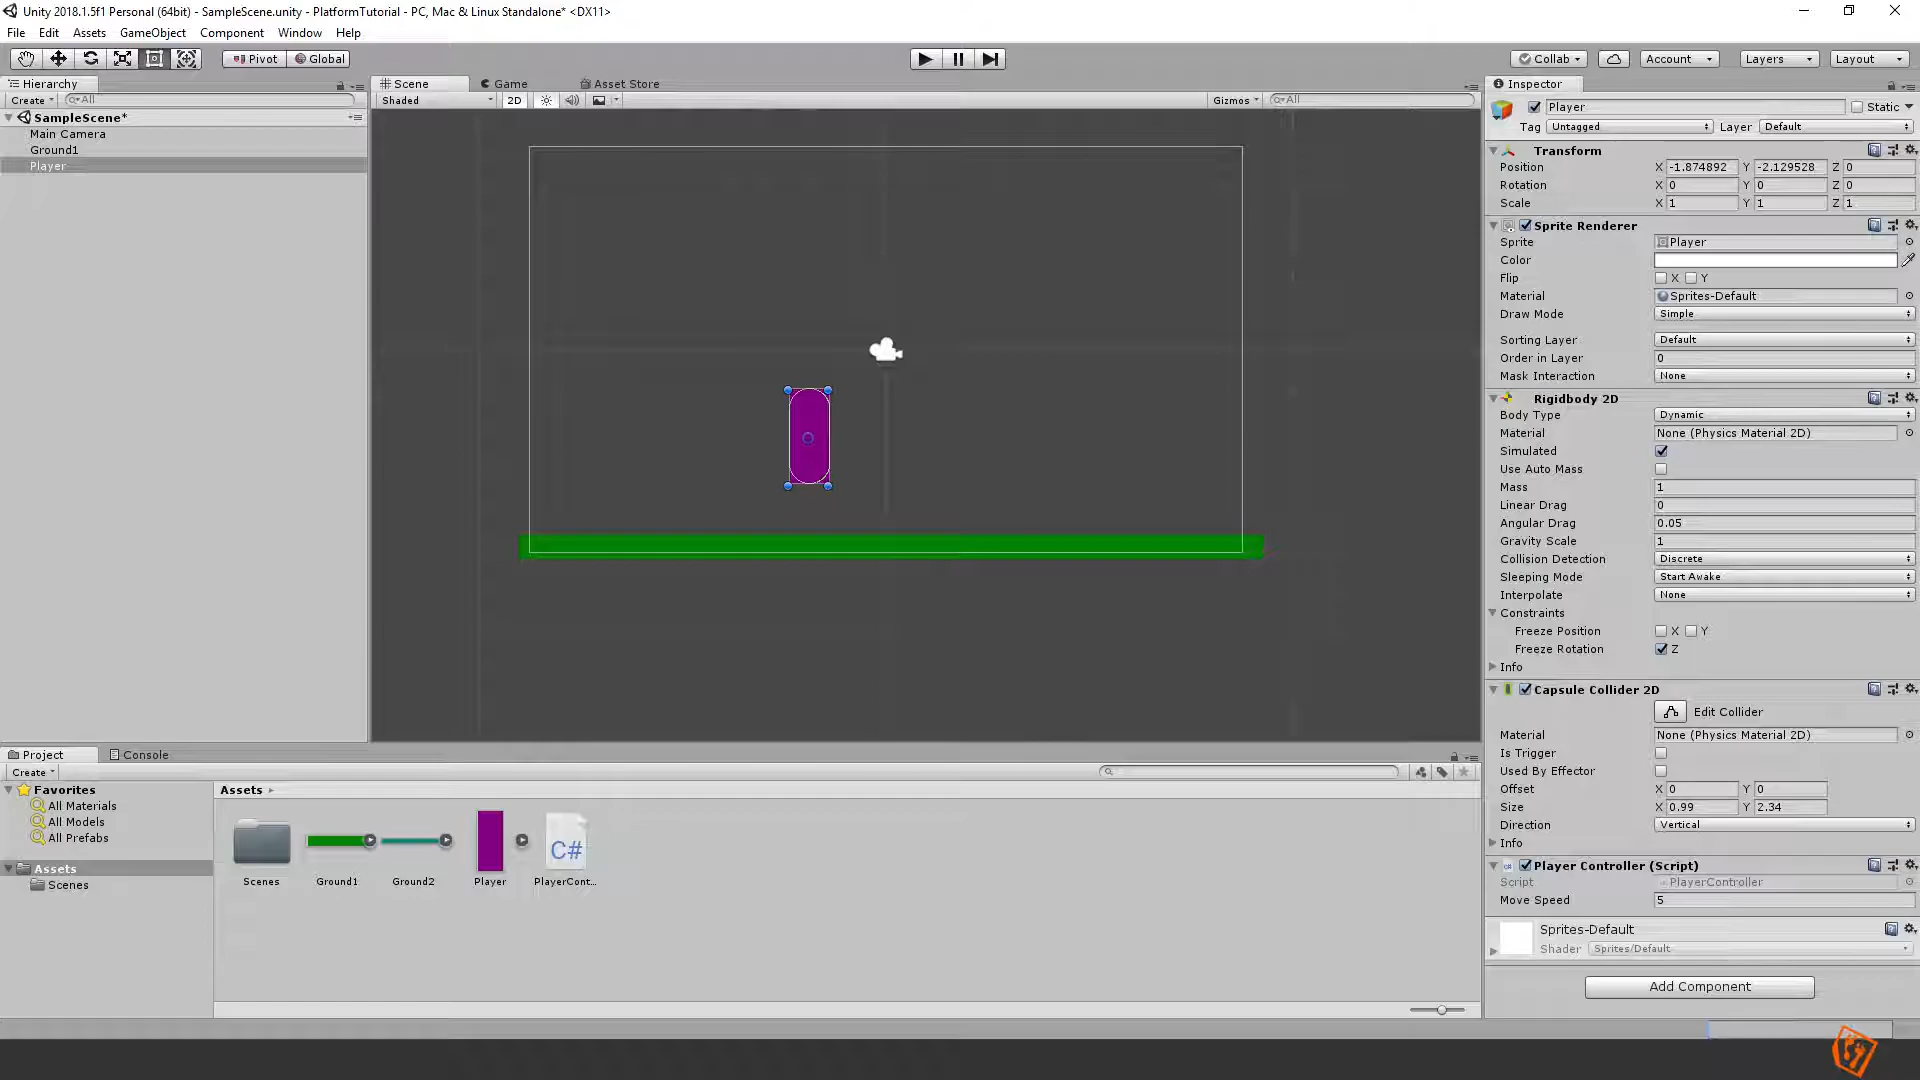 Unity 2018.1.5f1 Personal (64bit) - SampleScene.unity - PlatformTutorial - PC, Mac & Linux Standalone* <DX11>
File Edit Assets GameObject Component Window Help
Pivot Global Collab Account Layers Layout
Hierarchy
Create All
SampleScene*
Main Camera
Ground1
Player
Scene Game Asset Store
Shaded 2D Gizmos All
Inspector
Player Static
Tag Untagged Layer Default
Transform
Position X -1.874892 Y -2.129528 Z 0
Rotation X 0 Y 0 Z 0
Scale X 1 Y 1 Z 1
Sprite Renderer
Sprite Player
Color
Flip X Y
Material Sprites-Default
Draw Mode Simple
Sorting Layer Default
Order in Layer 0
Mask Interaction None
Rigidbody 2D
Body Type Dynamic
Material None (Physics Material 2D)
Simulated
Use Auto Mass
Mass 1
Linear Drag 0
Angular Drag 0.05
Gravity Scale 1
Collision Detection Discrete
Sleeping Mode Start Awake
Interpolate None
Constraints
Freeze Position X Y
Freeze Rotation Z
Info
Capsule Collider 2D
Edit Collider
Material None (Physics Material 2D)
Is Trigger
Used By Effector
Offset X 0 Y 0
Size X 0.99 Y 2.34
Direction Vertical
Info
Player Controller (Script)
Script PlayerController
Move Speed 5
Sprites-Default
Shader Sprites/Default
Add Component
Project Console
Create
Favorites
All Materials
All Models
All Prefabs
Assets
Scenes
Assets
C#
Scenes Ground1 Ground2 Player PlayerCont...